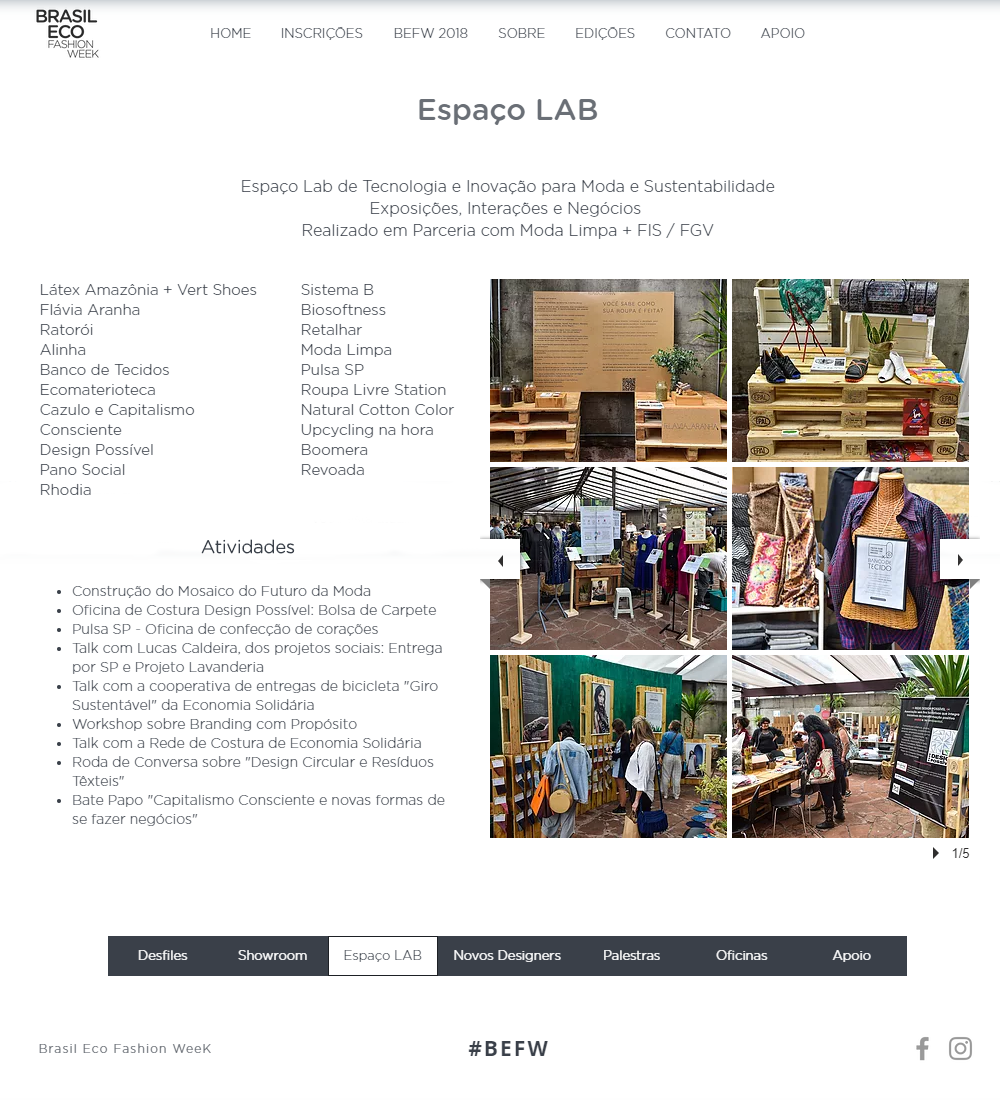 BRASIL
ECO
FASHION
WEEK
HOME INSCRIÇÕES BEFW 2018 SOBRE EDIÇÕES CONTATO APOIO
Espaço LAB
Espaço Lab de Tecnologia e Inovação para Moda e Sustentabilidade
Exposições, Interações e Negócios
Realizado em Parceria com Moda Limpa + FIS / FGV
Látex Amazônia + Vert Shoes
Flávia Aranha
Ratorói
Alinha
Banco de Tecidos
Ecomaterioteca
Cazulo e Capitalismo
Consciente
Design Possível
Pano Social
Rhodia
Sistema B
Biosoftness
Retalhar
Moda Limpa
Pulsa SP
Roupa Livre Station
Natural Cotton Color
Upcycling na hora
Boomera
Revoada
VOCÊ SABE COMO
SUA ROUPA É FEITA?
FLAVIA ARANHA
EPAL
EPAL
EPAL
EPAL
BANCO DE
TECIDO
Atividades
• Construção do Mosaico do Futuro da Moda
• Oficina de Costura Design Possível: Bolsa de Carpete
• Pulsa SP - Oficina de confecção de corações
• Talk com Lucas Caldeira, dos projetos sociais: Entrega
por SP e Projeto Lavanderia
• Talk com a cooperativa de entregas de bicicleta "Giro
Sustentável" da Economia Solidária
• Workshop sobre Branding com Propósito
• Talk com a Rede de Costura de Economia Solidária
• Roda de Conversa sobre "Design Circular e Resíduos
Têxteis"
• Bate Papo "Capitalismo Consciente e novas formas de
se fazer negócios"
1/5
Desfiles Showroom Espaço LAB Novos Designers Palestras Oficinas Apoio
Brasil Eco Fashion WeeK
#BEFW